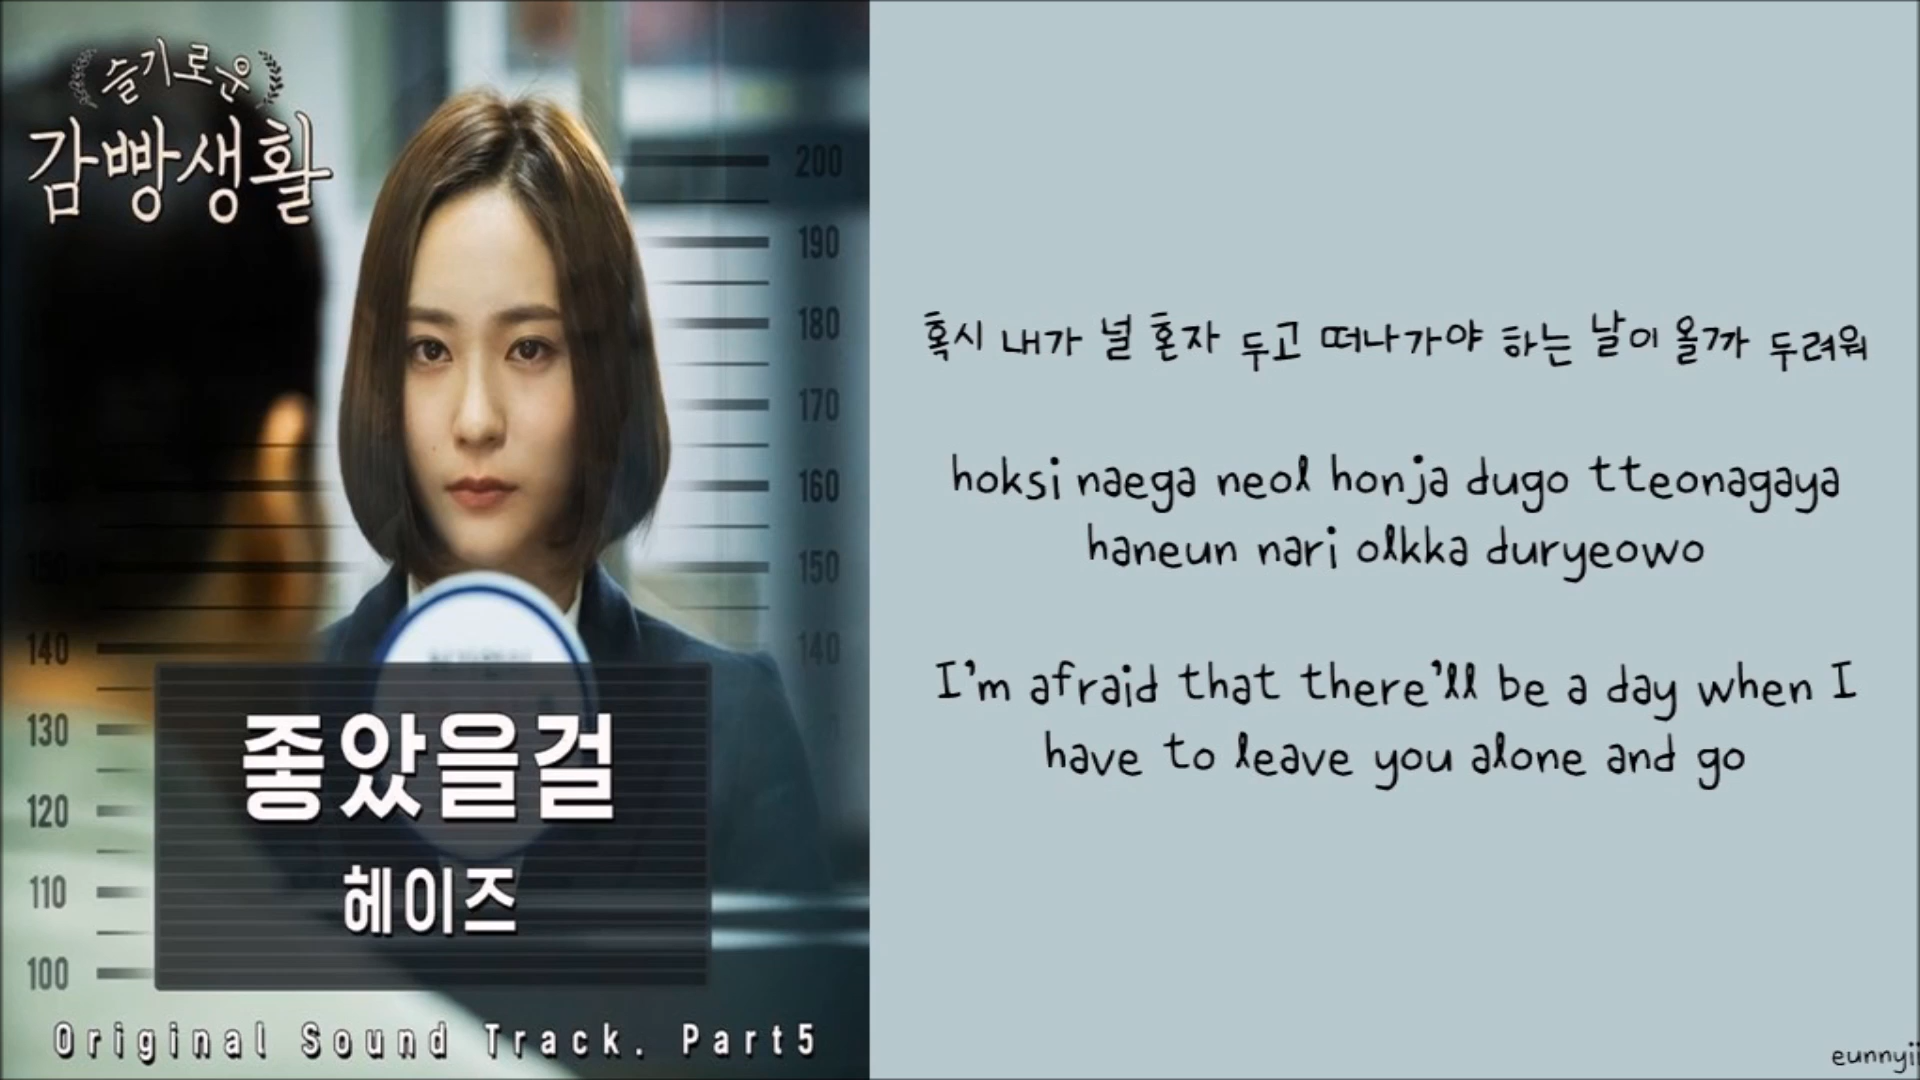 슬기로운
감빵생활
200
190
180
170
160
150
150
140
140
130
120
110
100
좋았을걸
헤이즈
Original Sound Track. Part5
혹시 내가 널 혼자 두고 떠나가야 하는 날이 올까 두려워
hoksi naega neol honja dugo tteonagaya
haneun nari olkka duryeowo
I'm afraid that there'll be a day when I
have to leave you alone and go
eunnyii